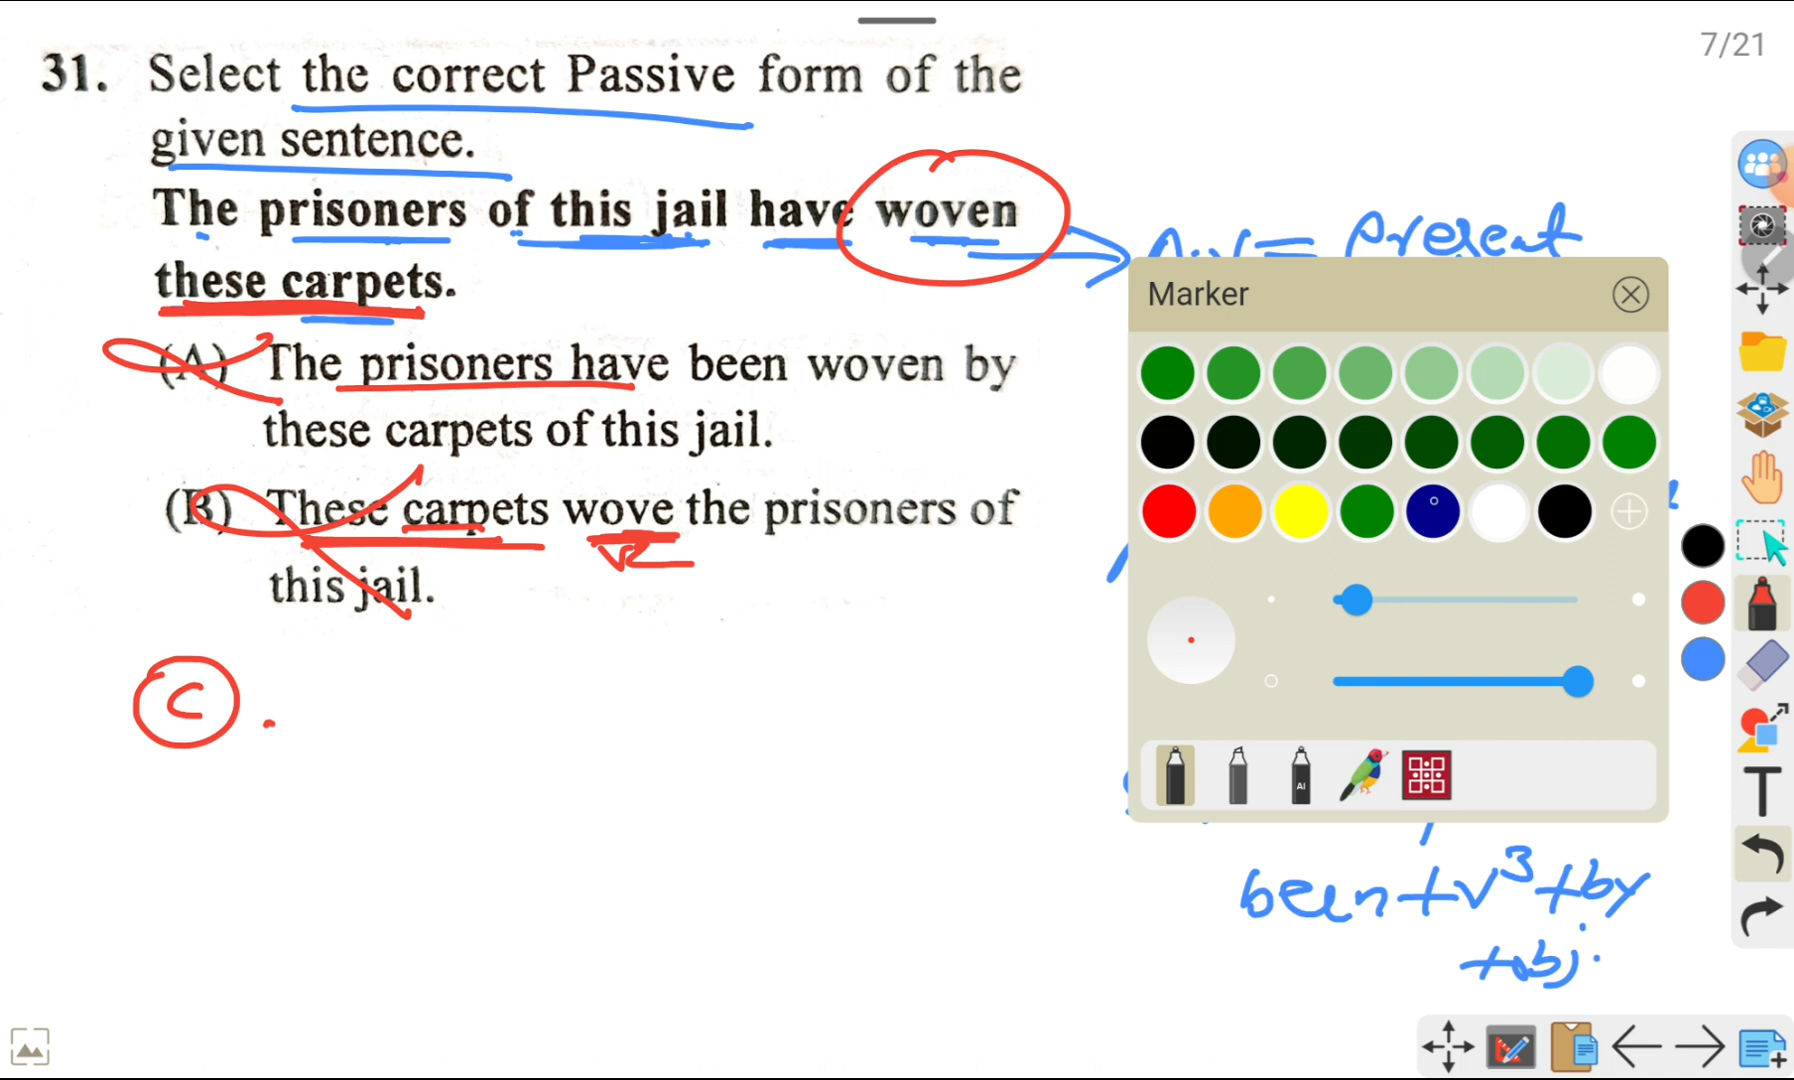 7/21
31. Select the correct Passive form of the
given sentence.
The prisoners of this jail have woven
these carpets.
(A) The prisoners have been woven by
these carpets of this jail.
(B) These carpets wove the prisoners of
this jail.
C .
= Present
Marker
AI
T
been + v3 + by
+ obj.